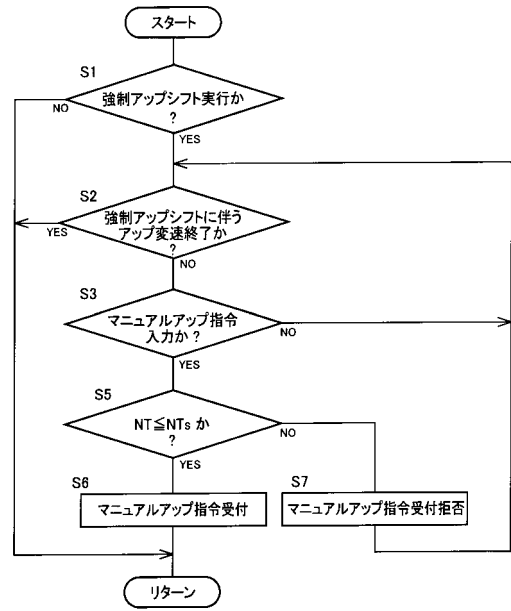 スタート
S1
強制アップシフト実行か
?
NO
YES
S2
強制アップシフトに伴う
アップ変速終了か
?
YES
NO
S3
マニュアルアップ指令
入力か?
NO
YES
S5
NT≦NTs か
?
NO
YES
S6
マニュアルアップ指令受付
S7
マニュアルアップ指令受付拒否
リターン